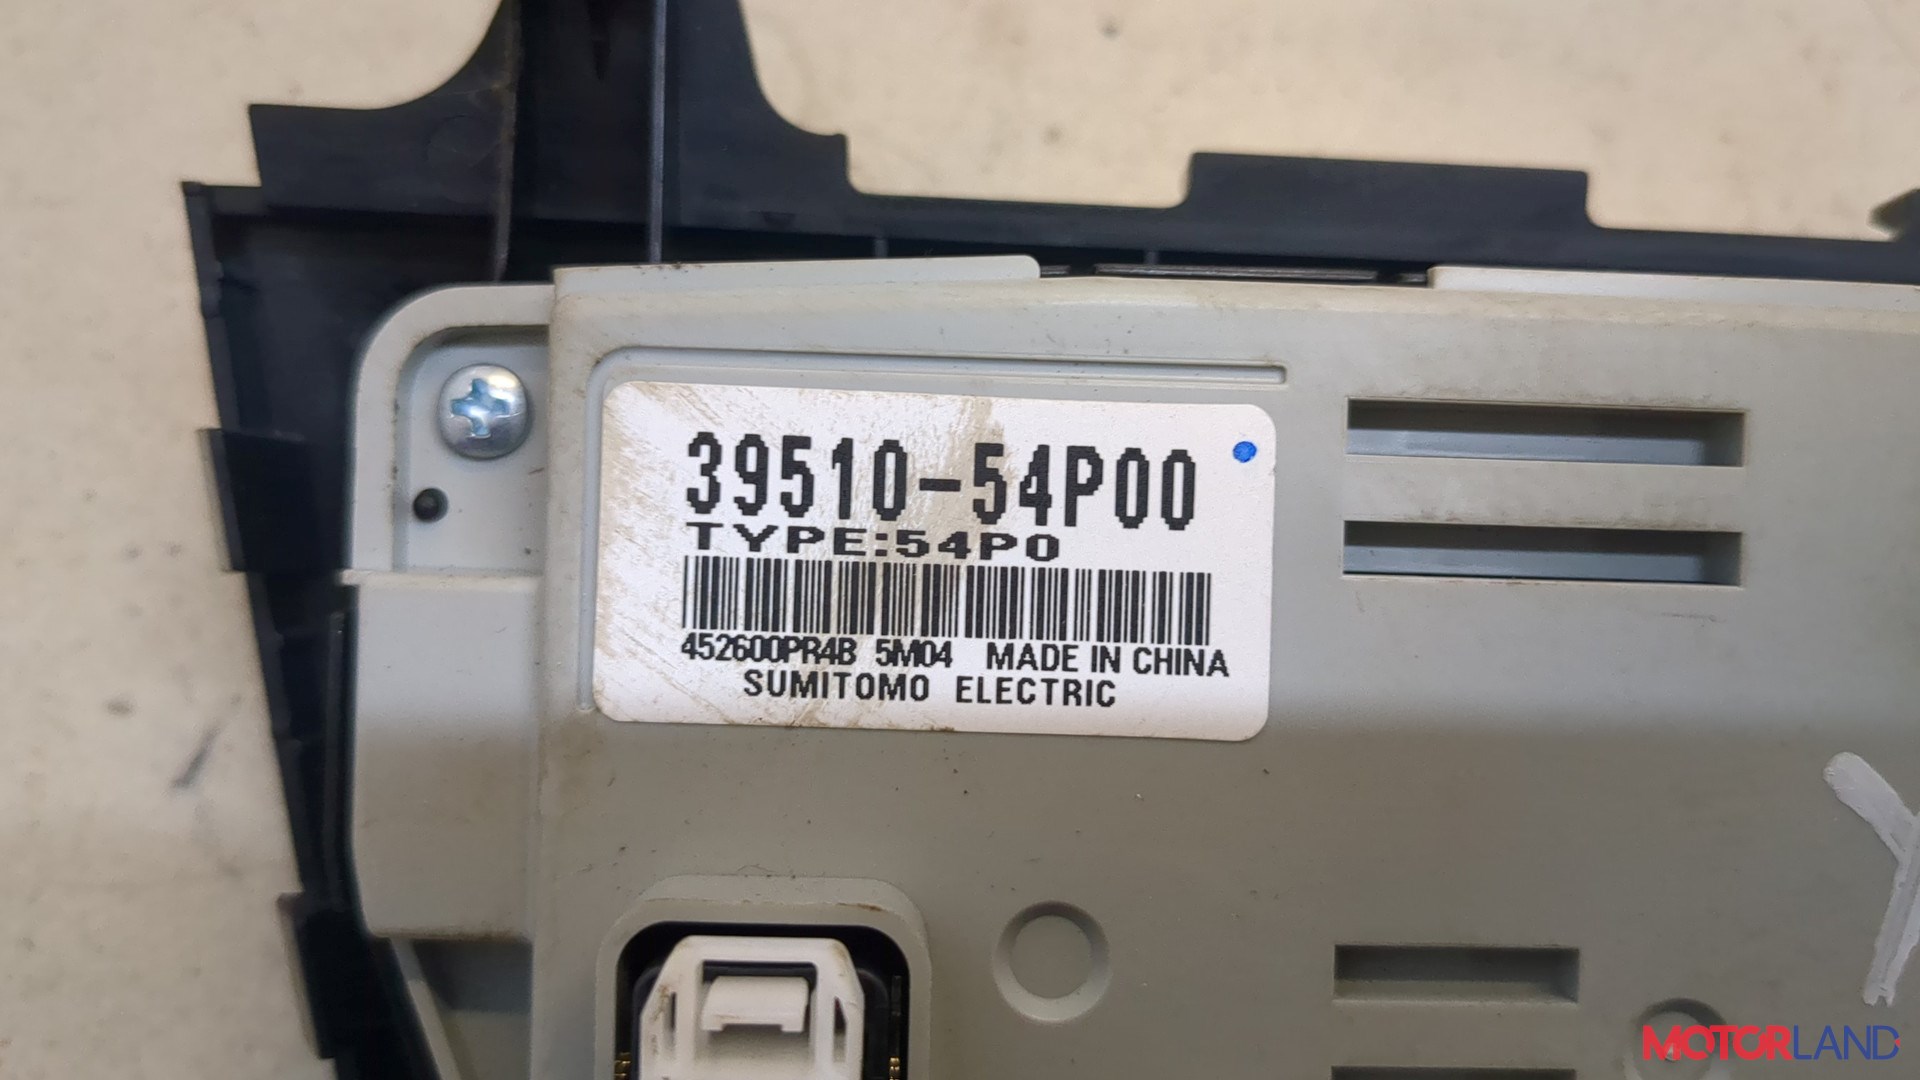 39510-54P00
TYPE:54P0
452600PR4B 5M04 MADE IN CHINA
SUMITOMO ELECTRIC
Y
MOTORLAND